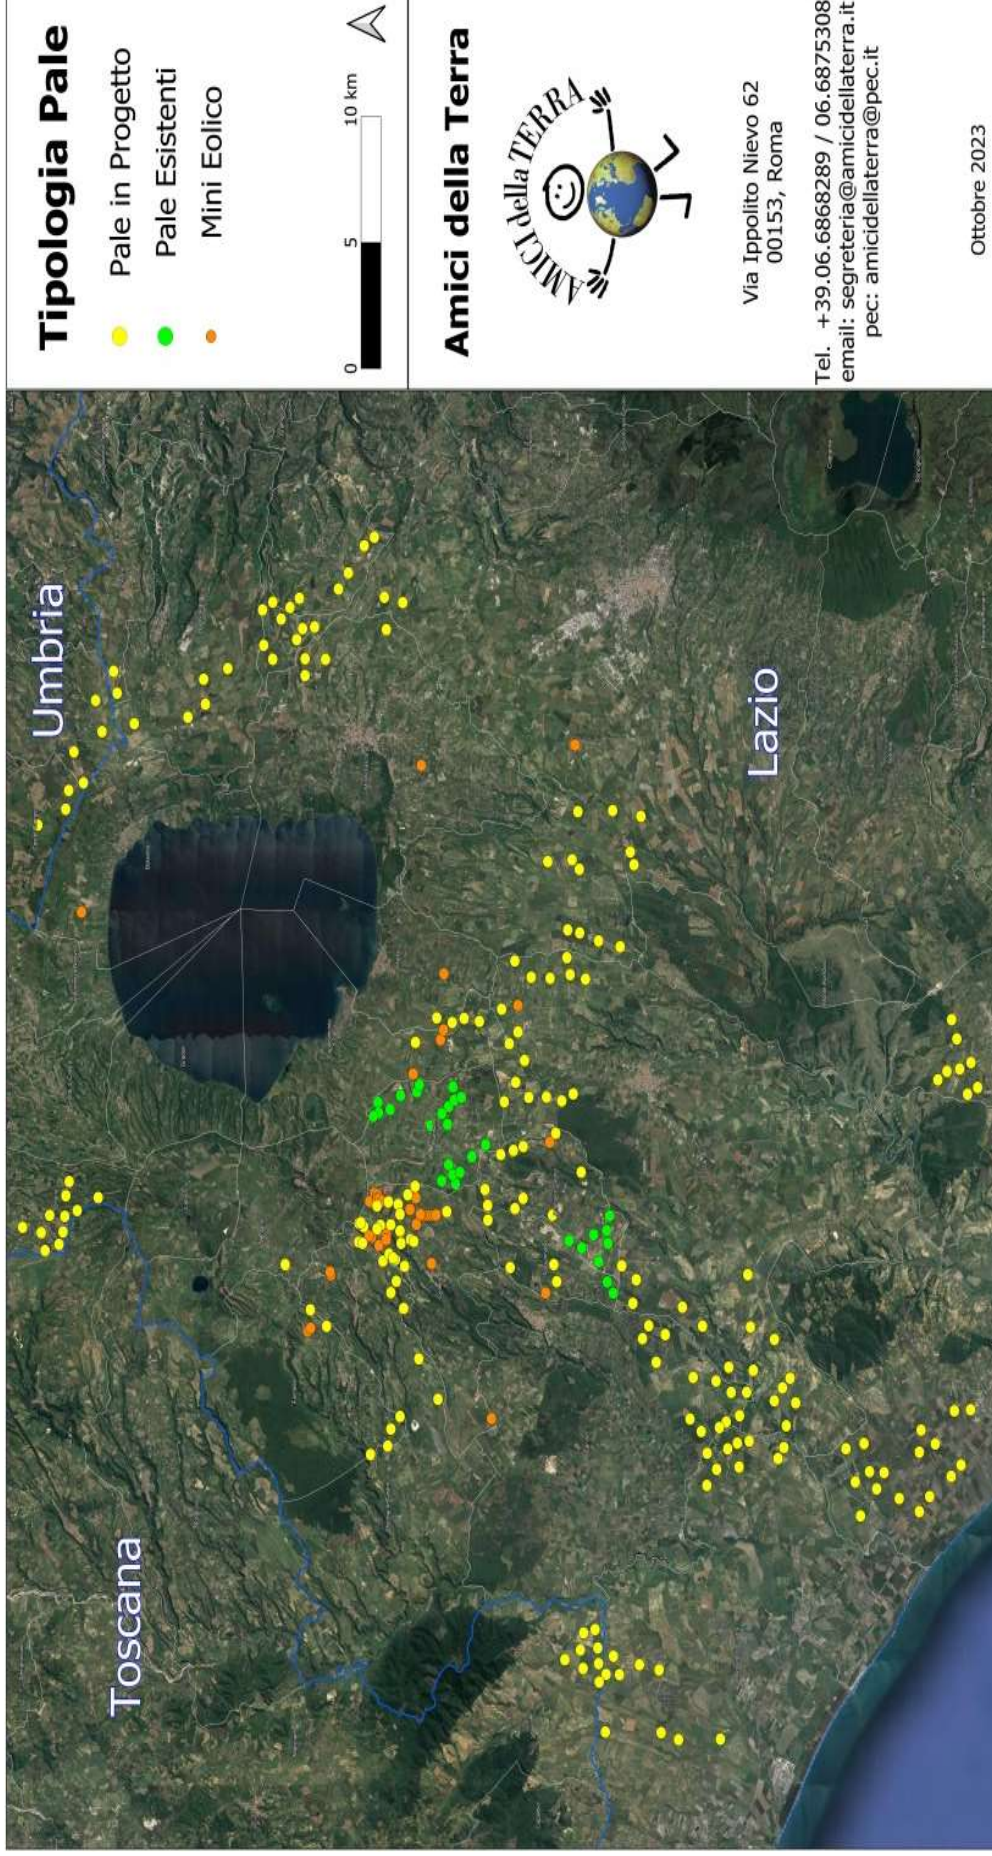 Tipologia Pale
Pale in Progetto
Pale Esistenti
Mini Eolico
0 5 10 km
Amici della Terra
AMICI della TERRA
Via Ippolito Nievo 62
00153, Roma
Tel. +39.06.6868289 / 06.6875308
email: segreteria@amicidellaterra.it
pec: amicidellaterra@pec.it
Ottobre 2023
Toscana
Umbria
Lazio